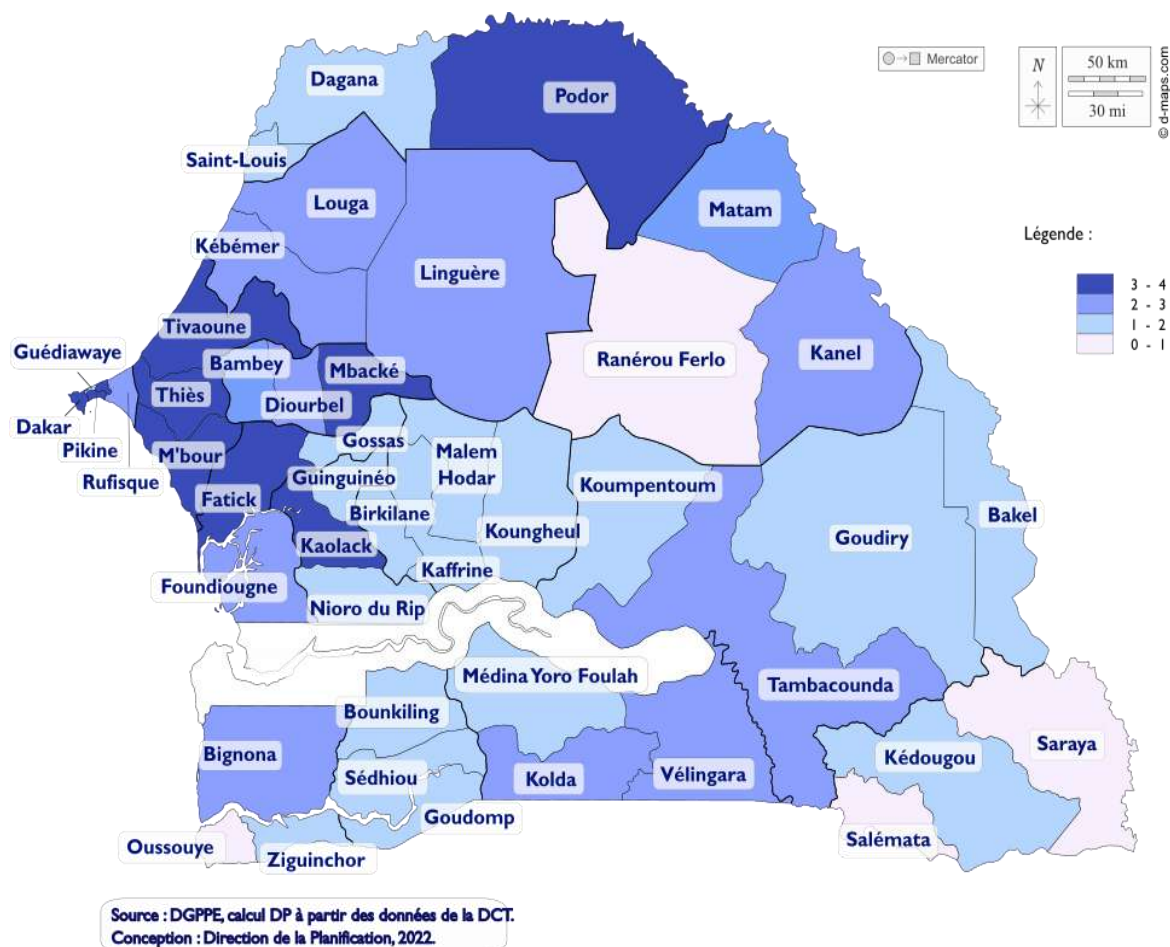 Mercator
N
50 km
30 mi
© d-maps.com
Dagana
Podor
Saint-Louis
Louga
Matam
Kébémer
Linguère
Légende :
3 - 4
2 - 3
1 - 2
0 - 1
Tivaoune
Guédiawaye
Bambey
Mbacké
Ranérou Ferlo
Kanel
Thiès
Diourbel
Dakar
Pikine
Rufisque
M'bour
Gossas
Malem
Hodar
Guinguinéo
Koumpentoum
Fatick
Birkilane
Koungheul
Goudiry
Bakel
Kaolack
Kaffrine
Foundiougne
Nioro du Rip
Médina Yoro Foulah
Tambacounda
Bounkiling
Bignona
Saraya
Kédougou
Sédhiou
Kolda
Vélingara
Goudomp
Oussouye
Ziguinchor
Salémata
Source : DGPPE, calcul DP à partir des données de la DCT.
Conception : Direction de la Planification, 2022.